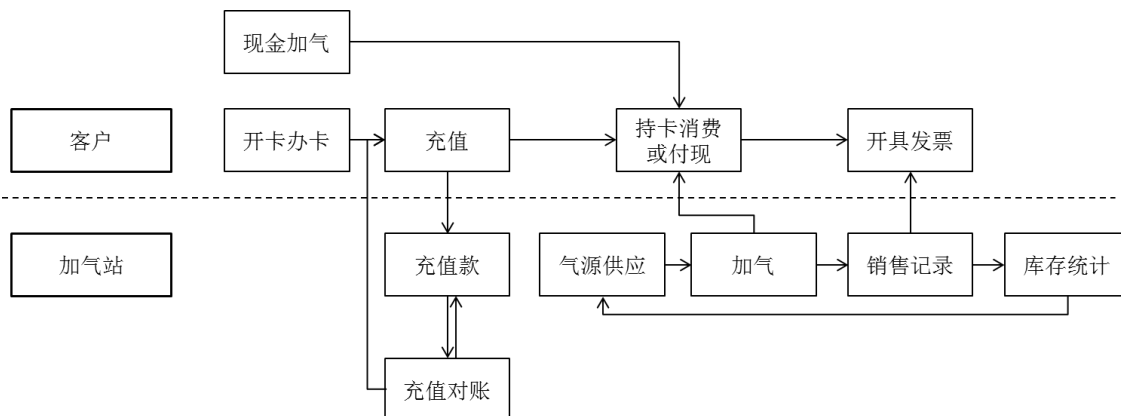 现金加气
客户
开卡办卡
充值
持卡消费
或付现
开具发票
加气站
充值款
气源供应
加气
销售记录
库存统计
充值对账